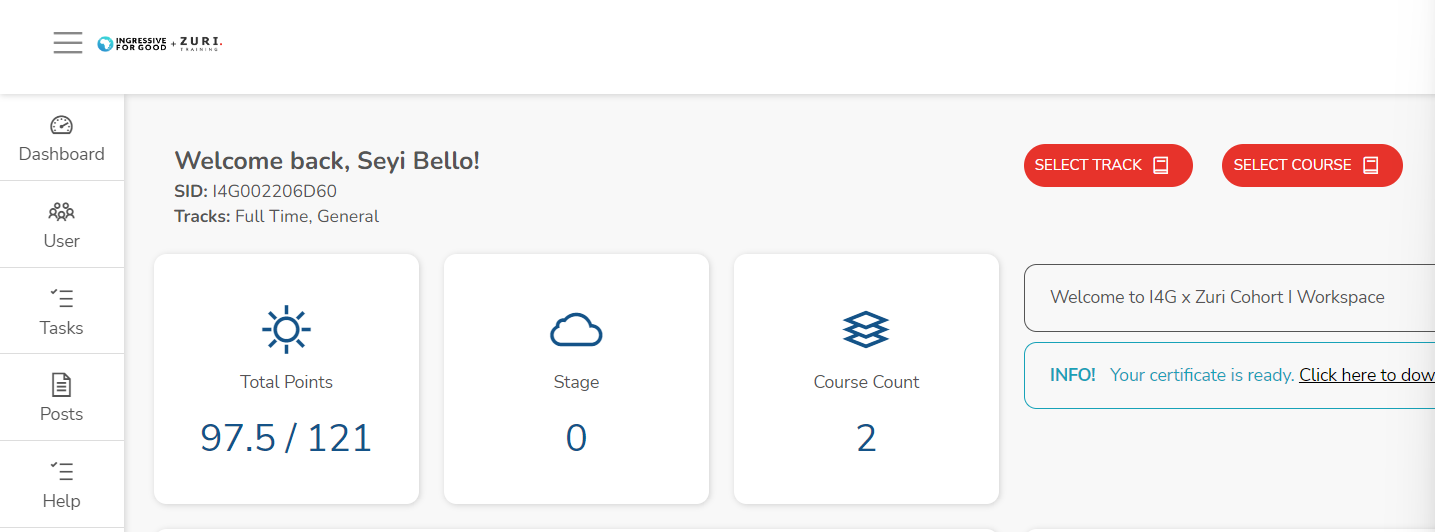 INGRESSIVE
FOR GOOD + ZURI.
TRAINING
Dashboard
User
Tasks
Posts
Help
Welcome back, Seyi Bello!
SID: I4G002206D60
Tracks: Full Time, General
SELECT TRACK
SELECT COURSE
Total Points
97.5 / 121
Stage
0
Course Count
2
Welcome to I4G x Zuri Cohort I Workspace
INFO! Your certificate is ready. Click here to dow